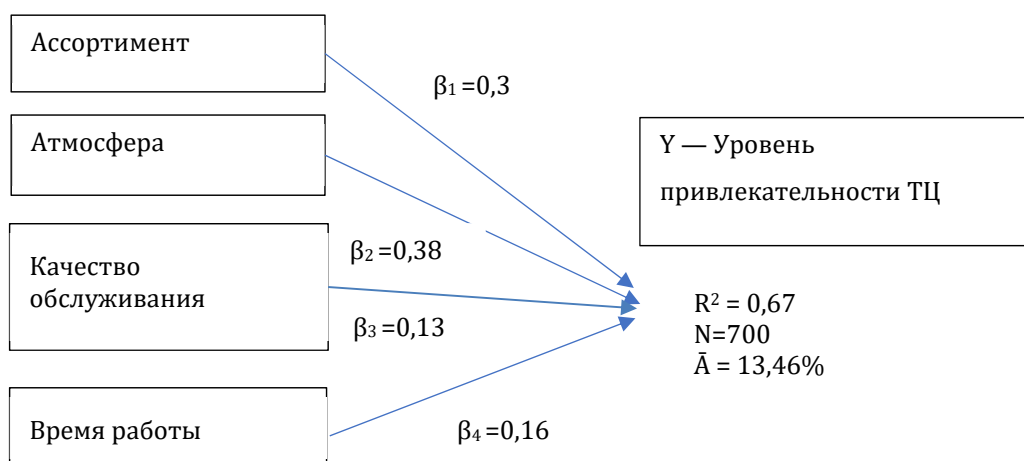 Ассортимент
β₁ =0,3
Атмосфера
Y — Уровень
привлекательности ТЦ
Качество
обслуживания
β₂ =0,38
β₃ =0,13
R² = 0,67
N=700
Ā = 13,46%
Время работы
β₄ =0,16